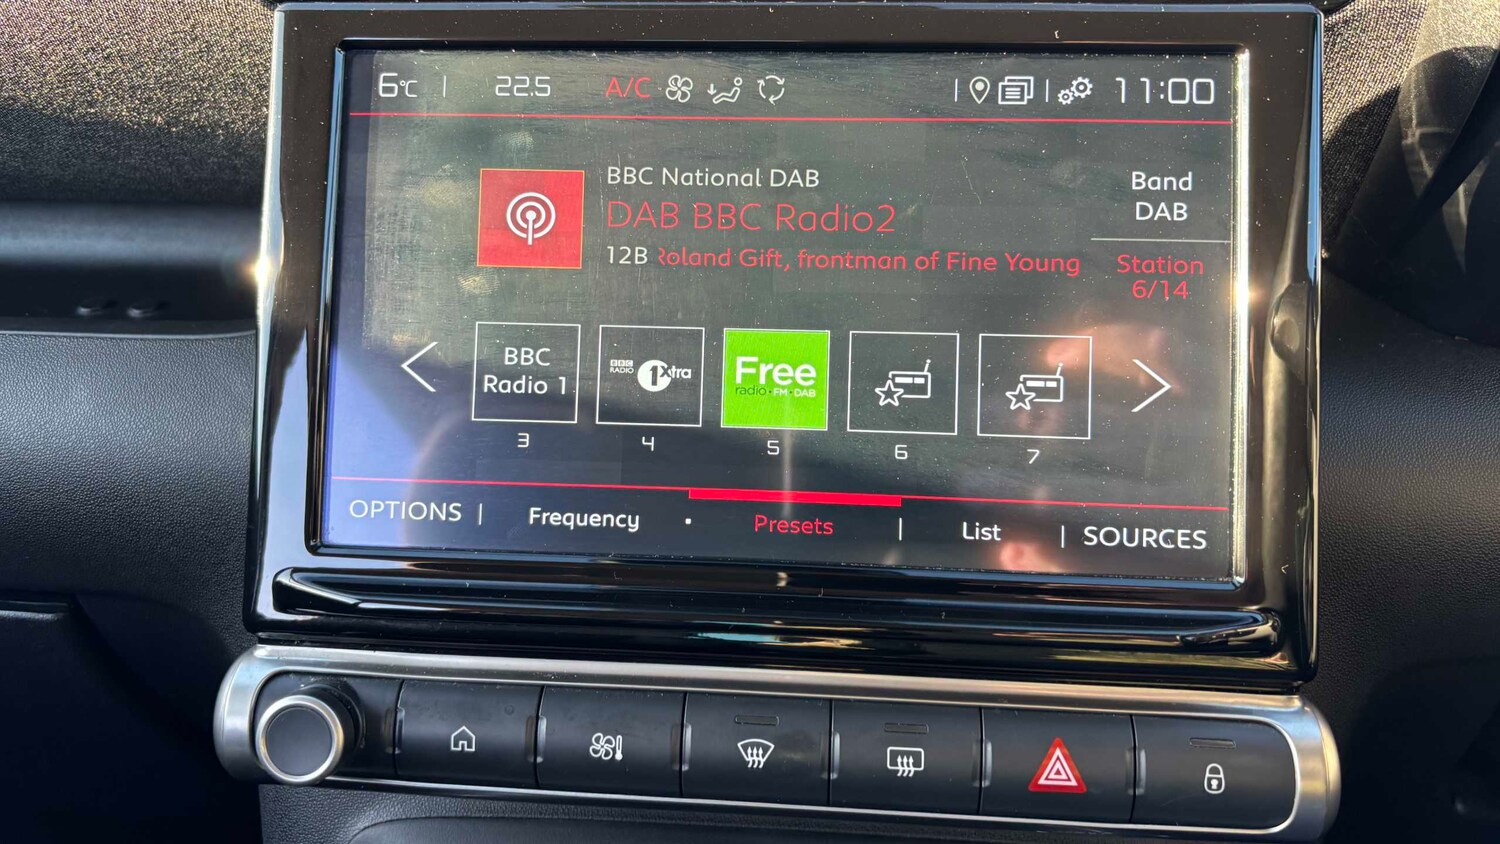 6°C | 22.5 A/C | | 11:00
BBC National DAB
DAB BBC Radio2
12B Roland Gift, frontman of Fine Young
Band
DAB
Station
6/14
BBC
Radio 1
BBC
RADIO
1Xtra
Free
radio·FM·DAB
3 4 5 6 7
OPTIONS | Frequency · Presets | List | SOURCES